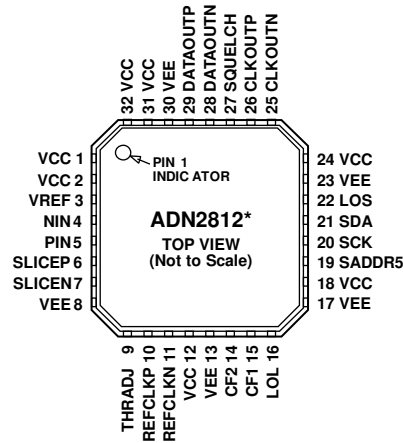 32 VCC
31 VCC
30 VEE
29 DATAOUTP
28 DATAOUTN
27 SQUELCH
26 CLKOUTP
25 CLKOUTN
VCC 1
VCC 2
VREF 3
NIN 4
PIN 5
SLICEP 6
SLICEN 7
VEE 8
PIN 1
INDICATOR
ADN2812*
TOP VIEW
(Not to Scale)
24 VCC
23 VEE
22 LOS
21 SDA
20 SCK
19 SADDR5
18 VCC
17 VEE
THRADJ 9
REFCLKP 10
REFCLKN 11
VCC 12
VEE 13
CF2 14
CF1 15
LOL 16